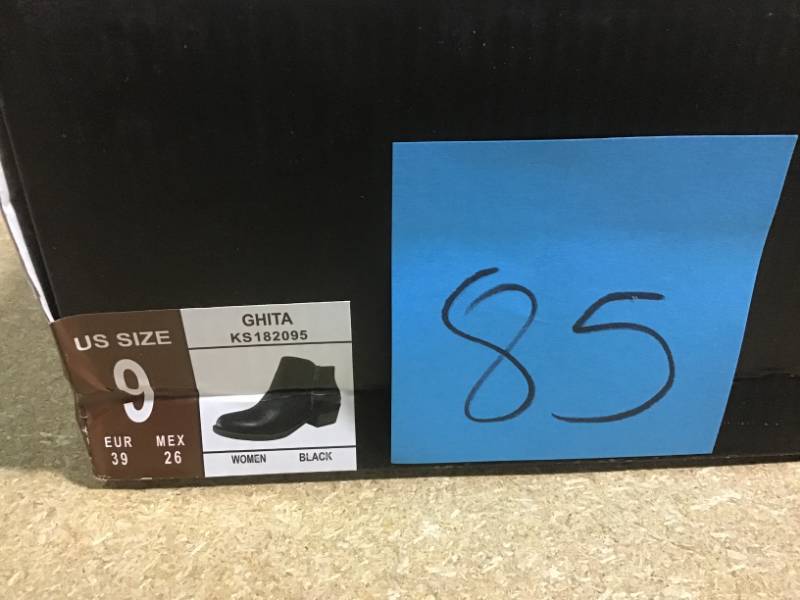 US SIZE
9
EUR MEX
39 26
GHITA
KS182095
WOMEN BLACK
85